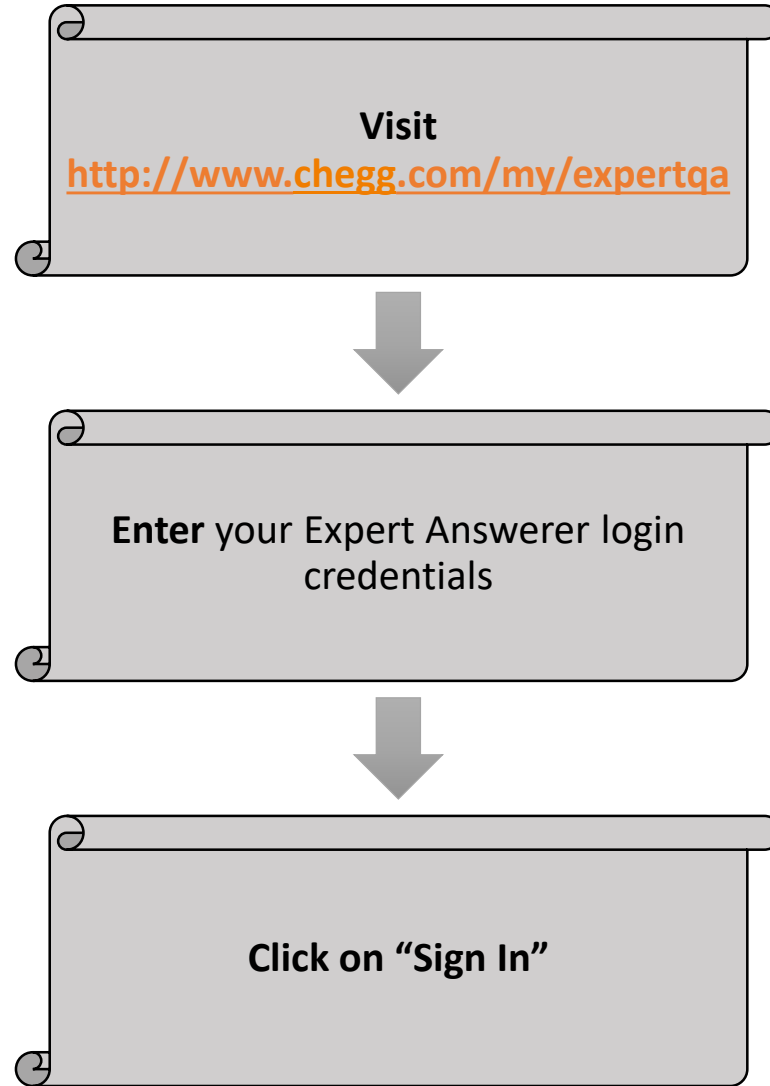 Visit
http://www.chegg.com/my/expertqa
Enter your Expert Answerer login
credentials
Click on “Sign In”